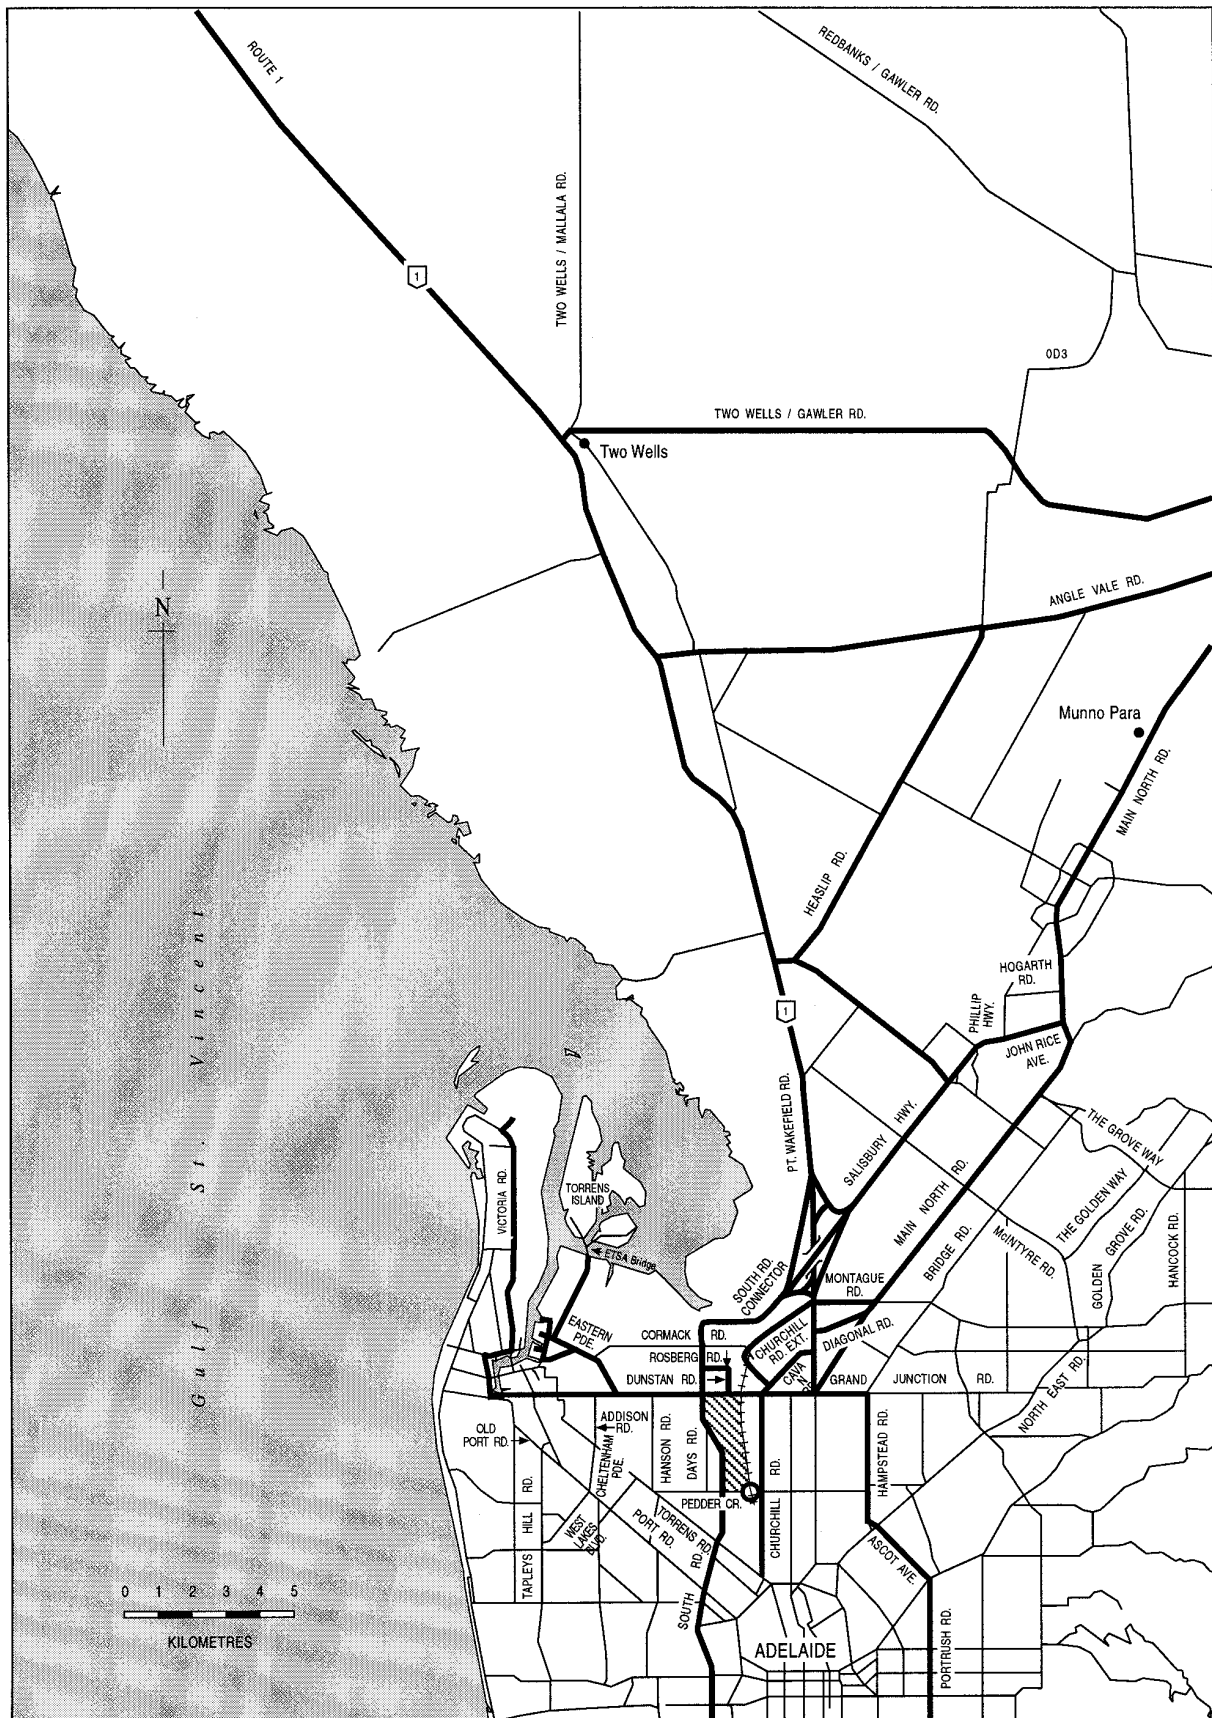 ROUTE 1
REDBANKS / GAWLER RD.
TWO WELLS / MALLALA RD.
1
0D3
TWO WELLS / GAWLER RD.
Two Wells
N
ANGLE VALE RD.
Munno Para
MAIN NORTH RD.
HEASLIP RD.
Gulf St. Vincent
HOGARTH
RD.
PHILLIP
HWY.
1
JOHN RICE
AVE.
PT. WAKEFIELD RD.
SALISBURY HWY.
THE GROVE WAY
VICTORIA RD.
TORRENS
ISLAND
MAIN NORTH RD.
THE GOLDEN WAY
BRIDGE RD.
McINTYRE RD.
GOLDEN GROVE RD.
HANCOCK RD.
ETSA Bridge
SOUTH RD.
CONNECTOR
MONTAGUE
RD.
EASTERN
PDE.
CORMACK RD.
CHURCHILL
RD. EXT.
DIAGONAL RD.
ROSBERG RD.
DUNSTAN RD.
CAVAN
RD.
GRAND JUNCTION RD.
NORTH EAST RD.
OLD
PORT RD.
ADDISON
RD.
CHELTENHAM
PDE.
HANSON RD.
DAYS RD.
HAMPSTEAD RD.
PEDDER CR.
CHURCHILL RD.
TAPLEYS HILL RD.
WEST
LAKES
BLVD.
TORRENS RD.
PORT RD.
ASCOT AVE.
SOUTH RD.
0 1 2 3 4 5
KILOMETRES
ADELAIDE
PORTRUSH RD.